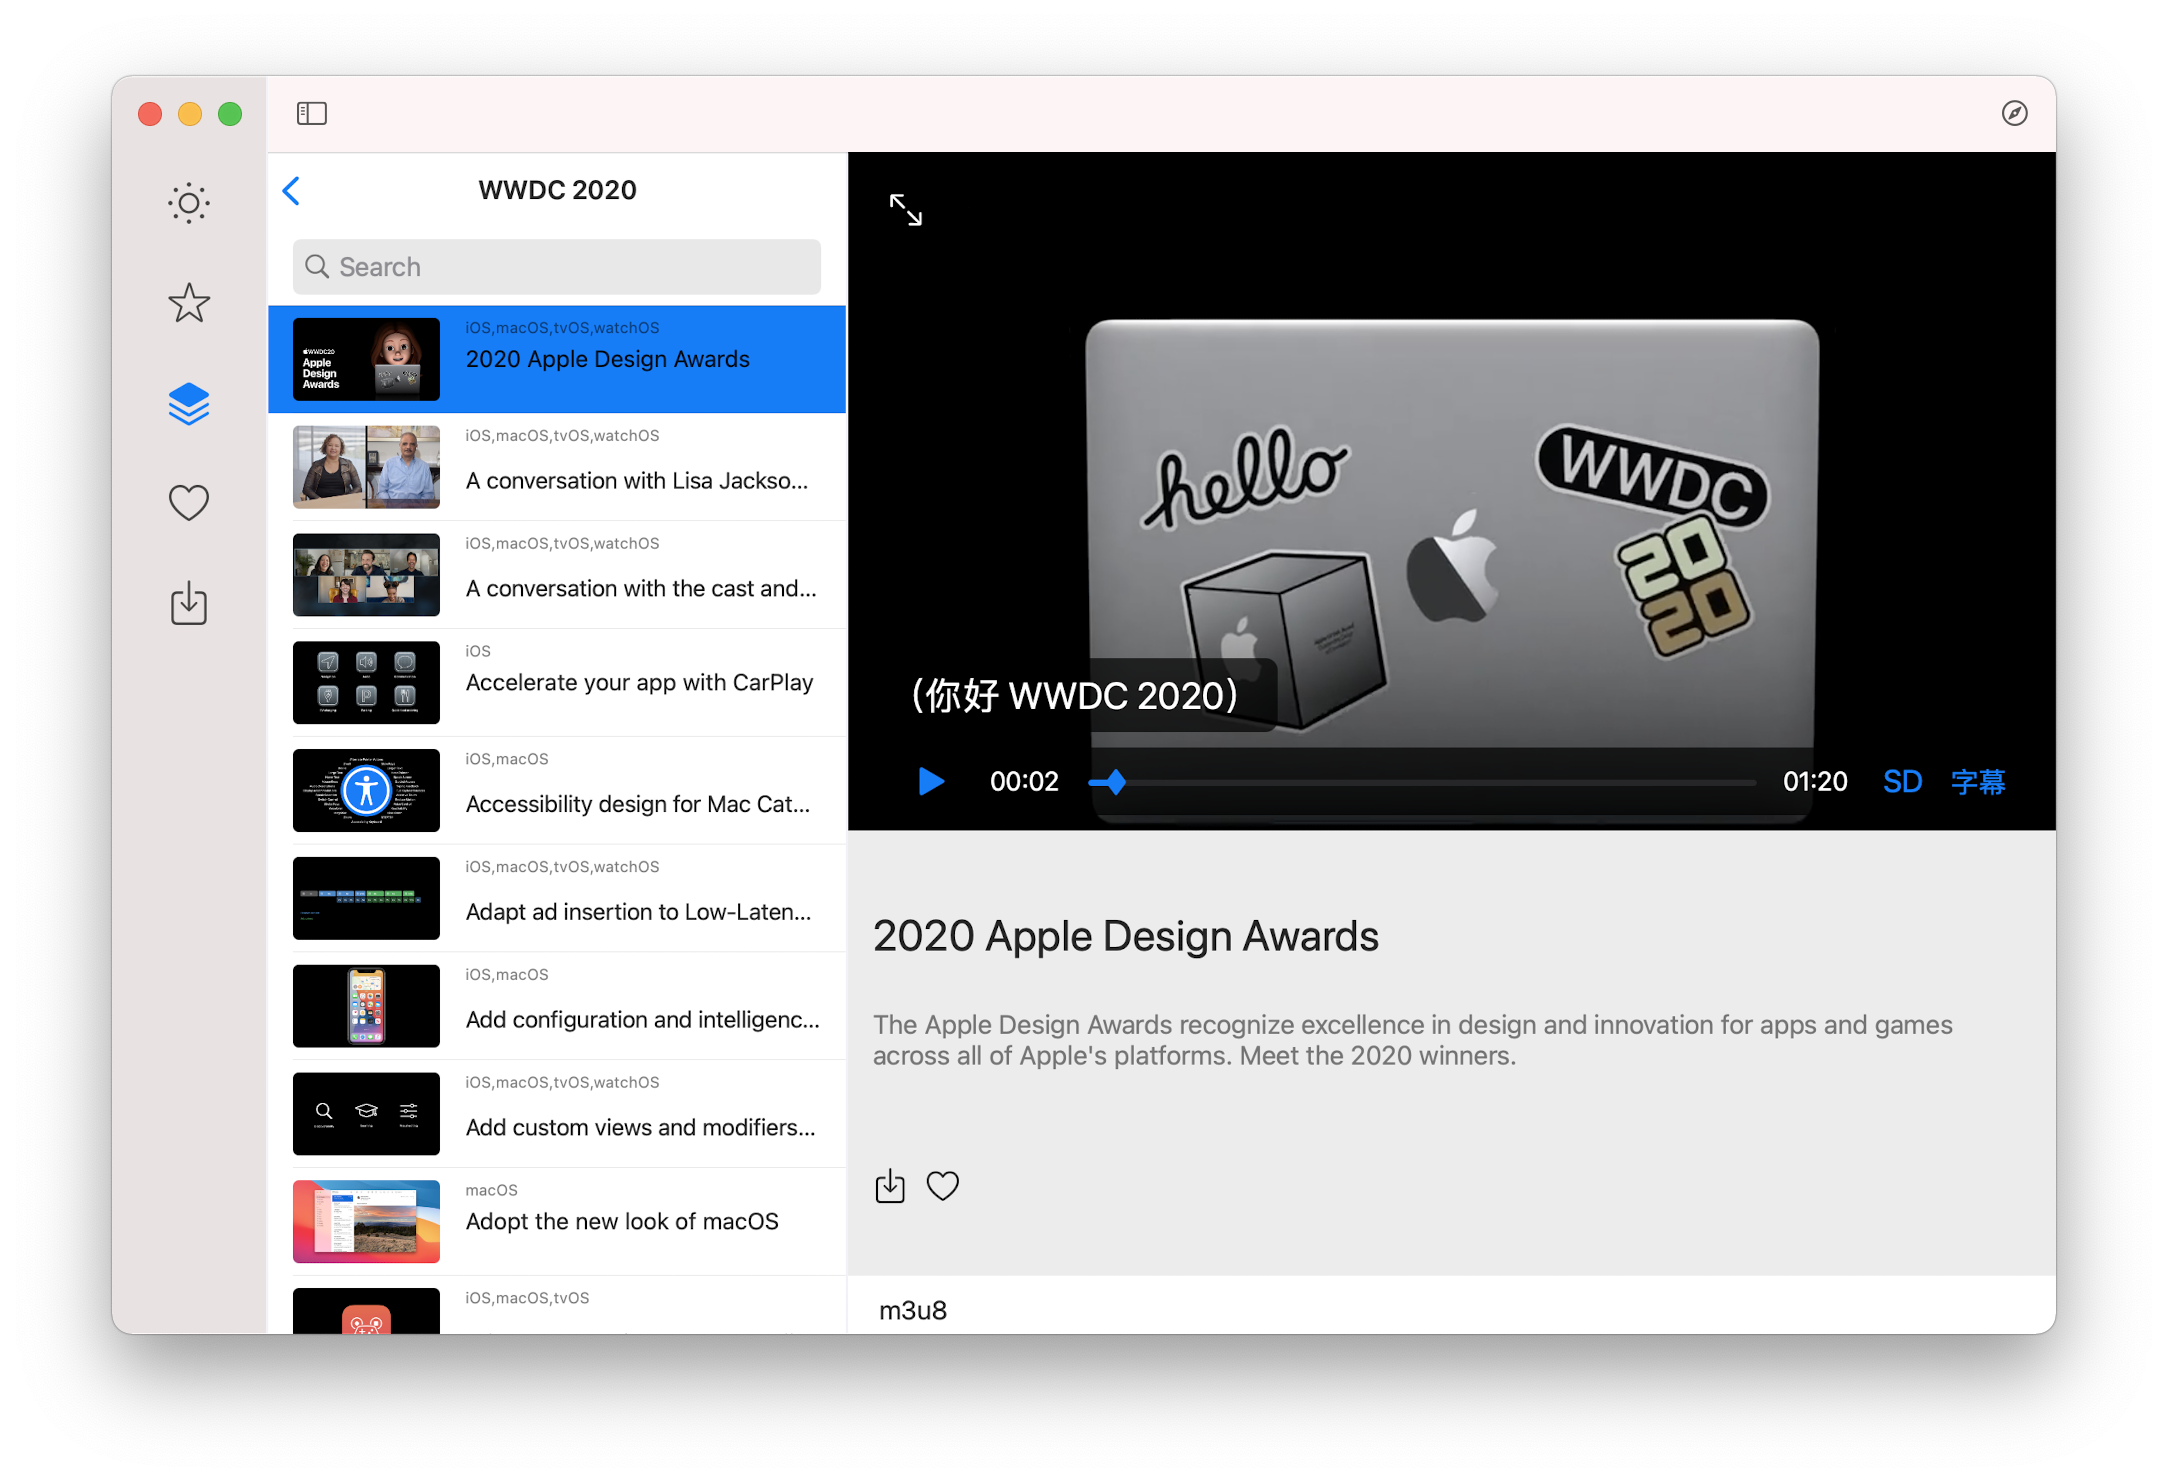 WWDC 2020
Search
WWDC20
Apple
Design
Awards
iOS,macOS,tvOS,watchOS
2020 Apple Design Awards
iOS,macOS,tvOS,watchOS
A conversation with Lisa Jackso...
iOS,macOS,tvOS,watchOS
A conversation with the cast and...
iOS
Accelerate your app with CarPlay
iOS,macOS
Accessibility design for Mac Cat...
iOS,macOS,tvOS,watchOS
Adapt ad insertion to Low-Laten...
iOS,macOS
Add configuration and intelligenc...
iOS,macOS,tvOS,watchOS
Add custom views and modifiers...
macOS
Adopt the new look of macOS
iOS,macOS,tvOS
hello
WWDC
20
20
(你好 WWDC 2020)
00:02
01:20
SD
字幕
2020 Apple Design Awards
The Apple Design Awards recognize excellence in design and innovation for apps and games
across all of Apple's platforms. Meet the 2020 winners.
m3u8